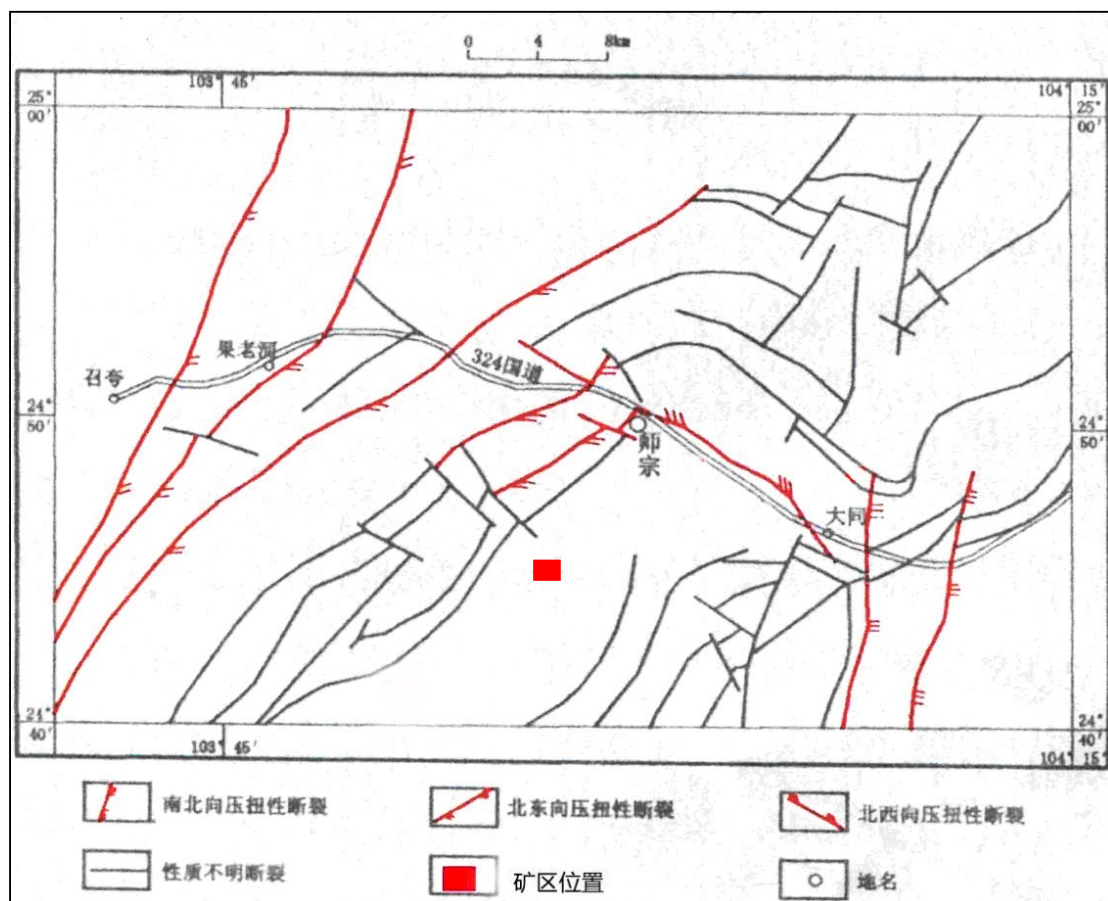 0 4 8km
103° 45′
104° 15′
25°
00′
25
00′
果老河
324国道
召夸
24°
50′
24°
50′
师宗
大同
21°
40′
24°
40′
103° 45′
104° 15′
南北向压扭性断裂
北东向压扭性断裂
北西向压扭性断裂
性质不明断裂
矿区位置
地名